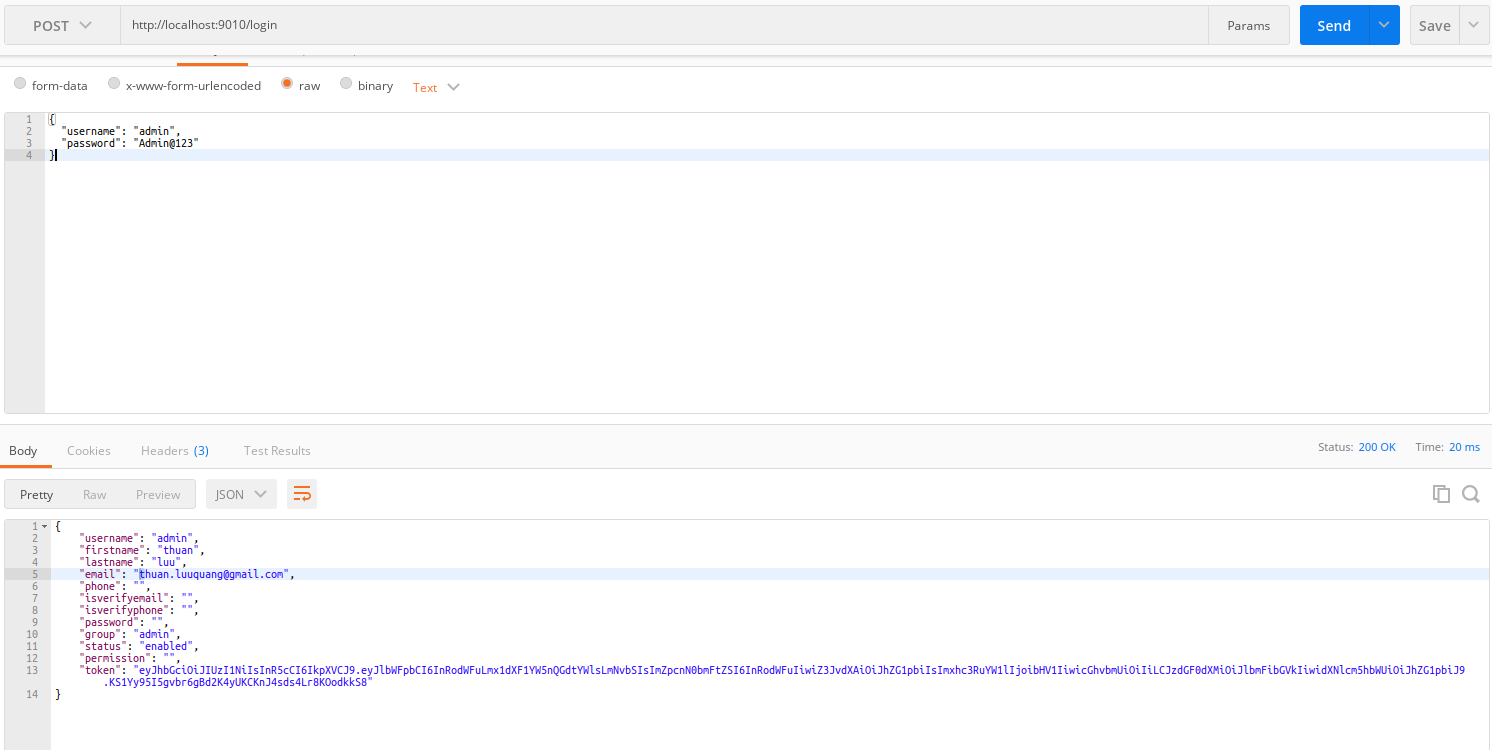 POST http://localhost:9010/login Params Send Save
form-data x-www-form-urlencoded raw binary Text
1 {
2 "username": "admin",
3 "password": "Admin@123"
4 }
Body Cookies Headers (3) Test Results Status: 200 OK Time: 20 ms
Pretty Raw Preview JSON
1 {
2 "username": "admin",
3 "firstname": "thuan",
4 "lastname": "luu",
5 "email": "thuan.luuquang@gmail.com",
6 "phone": "",
7 "isverifyemail": "",
8 "isverifyphone": "",
9 "password": "",
10 "group": "admin",
11 "status": "enabled",
12 "permission": "",
13 "token": "eyJhbGciOiJIUzI1NiIsInR5cCI6IkpXVCJ9.eyJlbWFpbCI6InRodWFuLmx1dXF1YW5nQGdtYWlsLmNvbSIsImZpcnN0bmFtZSI6InRodWFuIiwiZ3JvdXAiOiJhZG1pbiIsImxhc3RuYW1lIjoibHV1IiwicGhvbmUiOiIiLCJzdGF0dXMiOiJlbmFibGVkIiwidXNlcm5hbWUiOiJhZG1pbiJ9
.KS1Yy95I5gvbr6gBd2K4yUKCKnJ4sds4Lr8KOodkkS8"
14 }